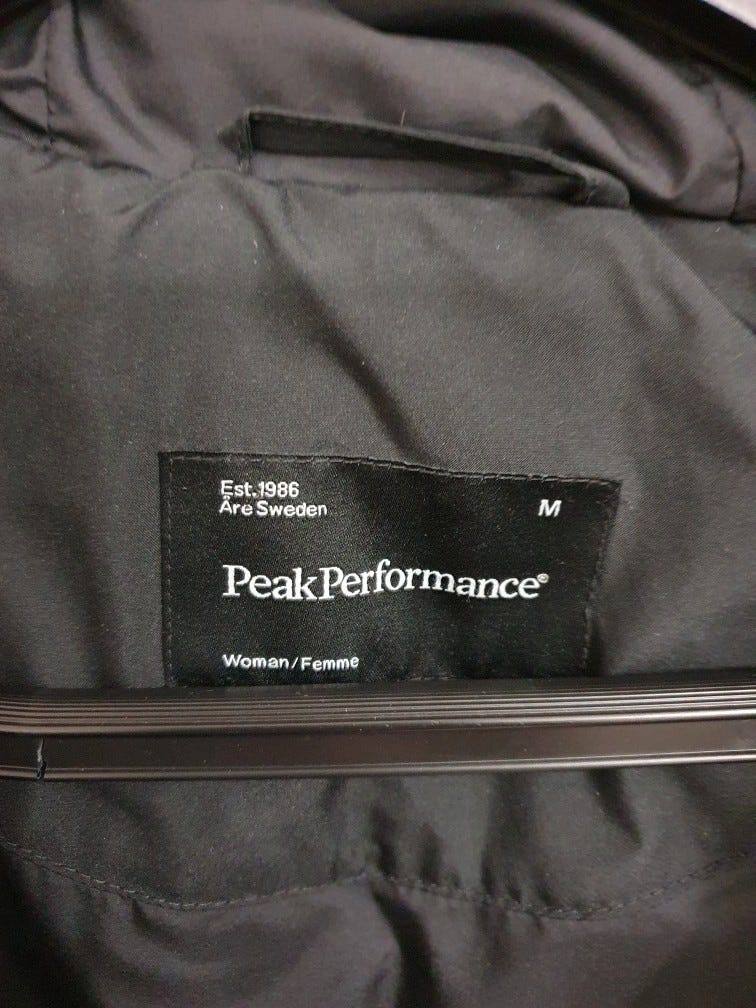 Est.1986
Åre Sweden
M
PeakPerformance®
Woman/Femme